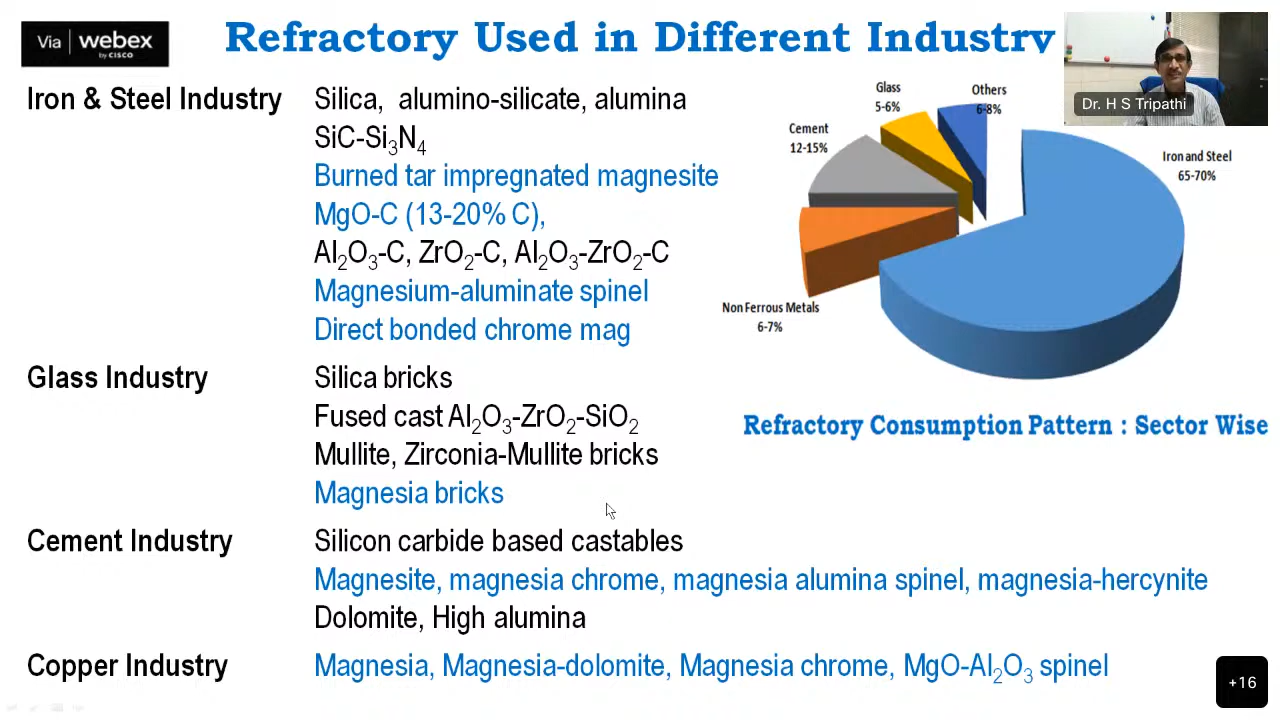 Via webex
by CISCO
Refractory Used in Different Industry
Dr. H S Tripathi
Iron & Steel Industry
Silica, alumino-silicate, alumina
SiC-Si₃N₄
Burned tar impregnated magnesite
MgO-C (13-20% C),
Al₂O₃-C, ZrO₂-C, Al₂O₃-ZrO₂-C
Magnesium-aluminate spinel
Direct bonded chrome mag
Glass Industry
Silica bricks
Fused cast Al₂O₃-ZrO₂-SiO₂
Mullite, Zirconia-Mullite bricks
Magnesia bricks
Cement Industry
Silicon carbide based castables
Magnesite, magnesia chrome, magnesia alumina spinel, magnesia-hercynite
Dolomite, High alumina
Copper Industry
Magnesia, Magnesia-dolomite, Magnesia chrome, MgO-Al₂O₃ spinel
Glass
5-6%
Others
6-8%
Cement
12-15%
Iron and Steel
65-70%
Non Ferrous Metals
6-7%
Refractory Consumption Pattern : Sector Wise
+16